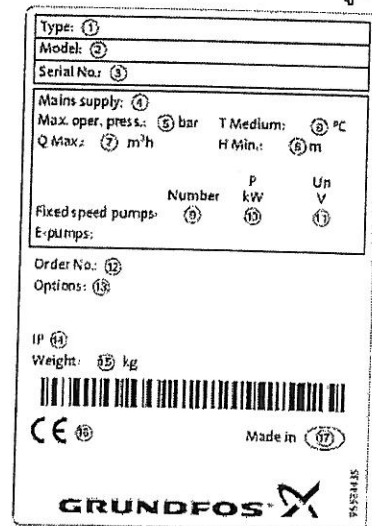 Type: ①
Model: ②
Serial No.: ③
Mains supply: ④
Max. oper. press.: ⑤ bar T Medium: ⑧ °C
Q Max.: ⑦ m³h H Min.: ⑥ m
P Un
Number kW V
Fixed speed pumps: ⑨ ⑩ ⑪
E-pumps:
Order No.: ⑫
Options: ⑬
IP ⑭
Weight: ⑮ kg
CE ⑯ Made in ⑰
GRUNDFOS